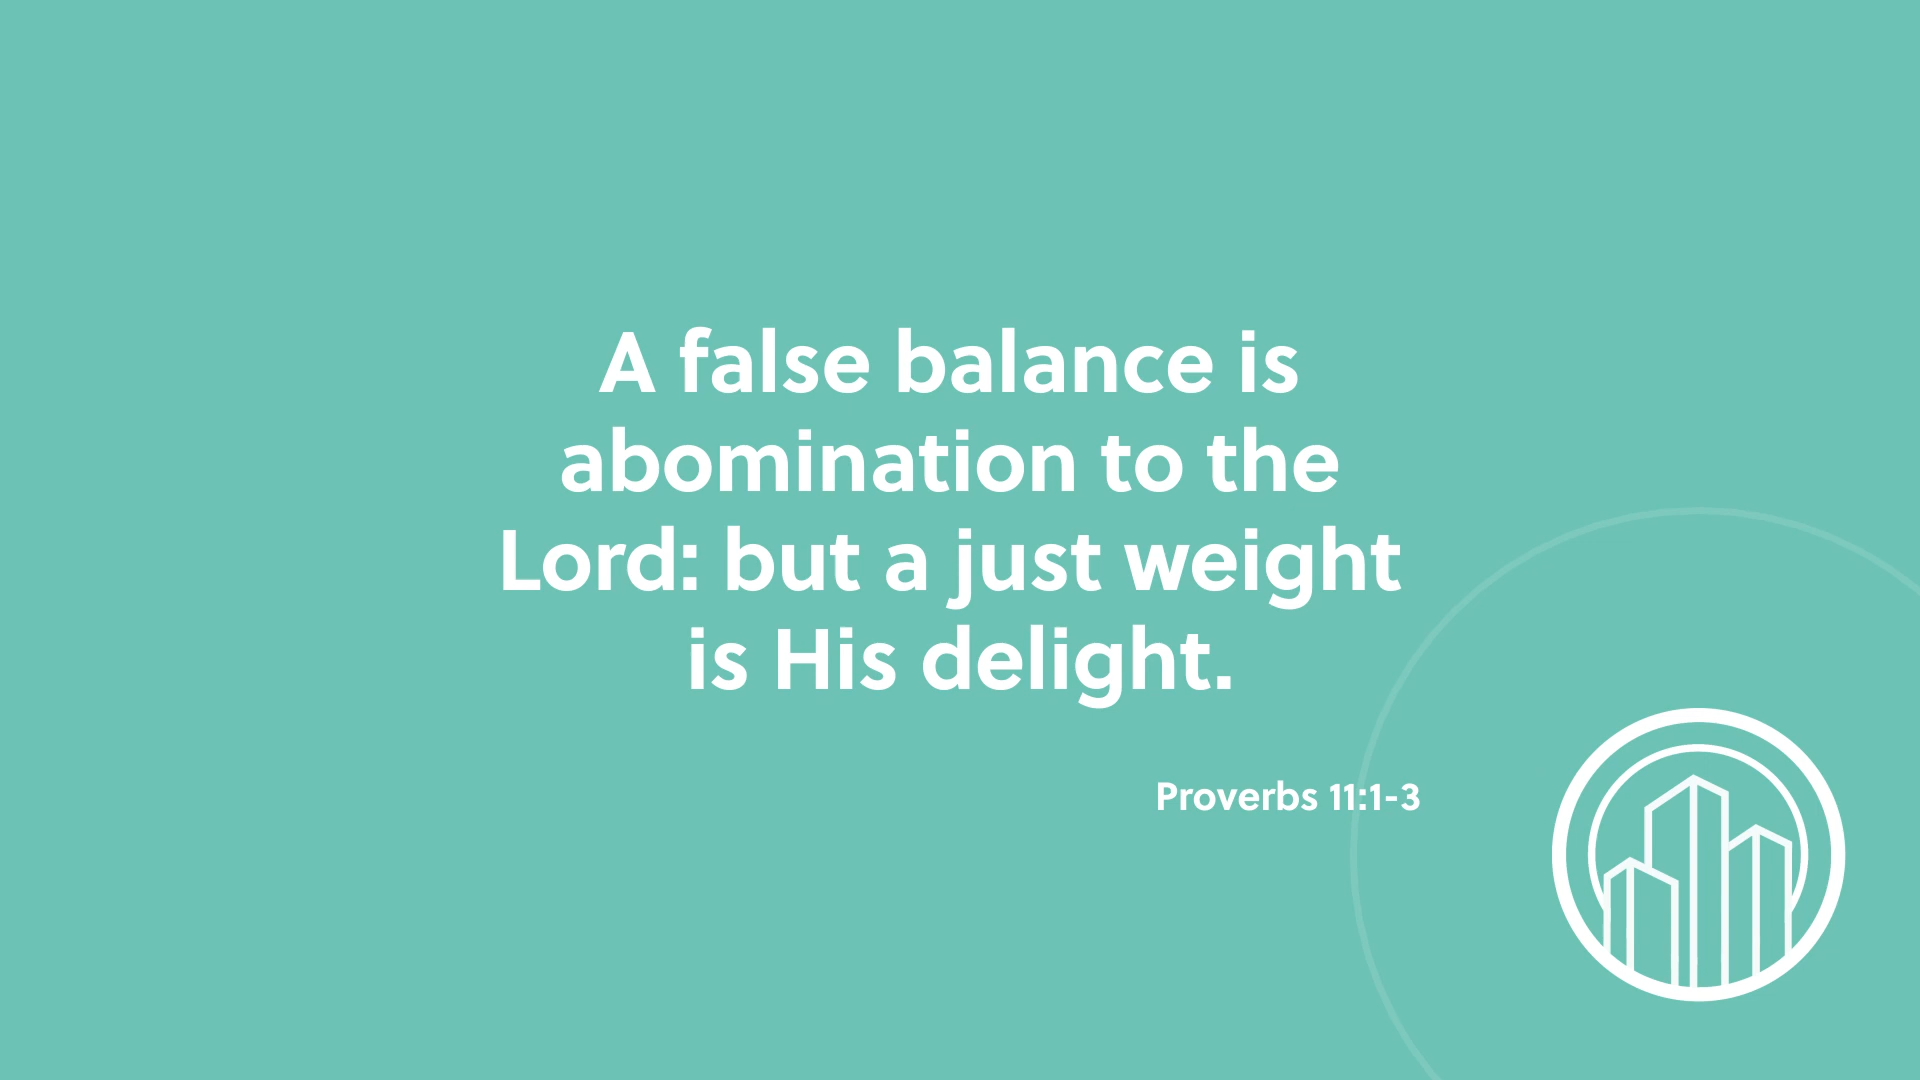 A false balance is
abomination to the
Lord: but a just weight
is His delight.
Proverbs 11:1-3